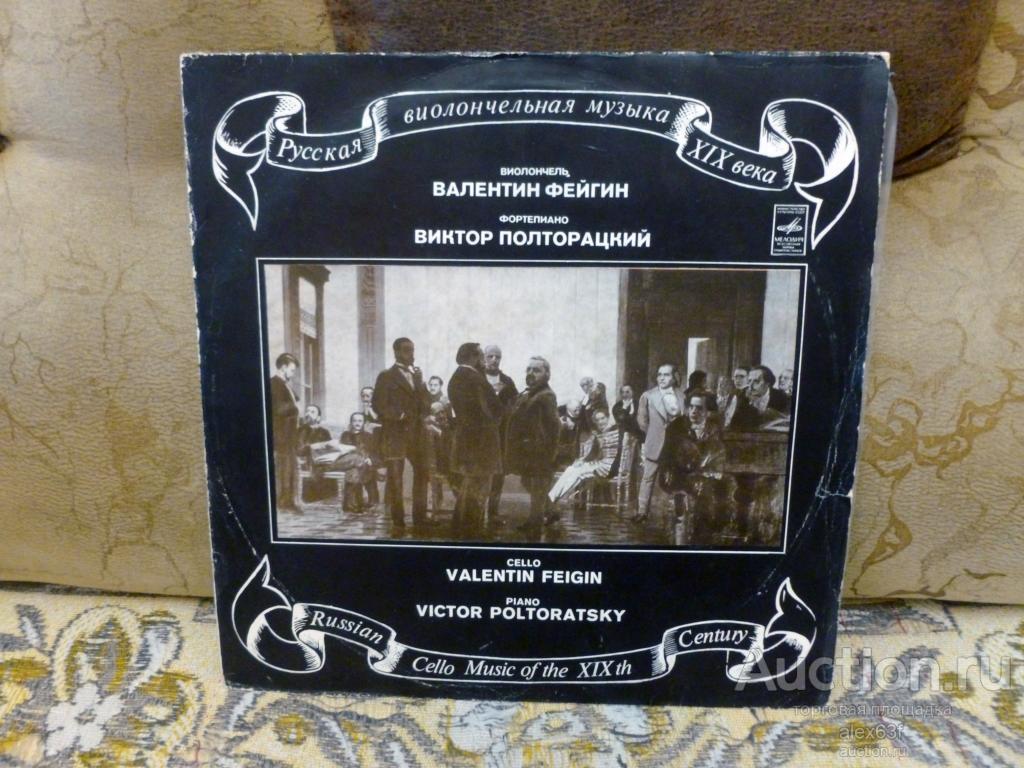 Русская виолончельная музыка XIX века
ВИОЛОНЧЕЛЬ
ВАЛЕНТИН ФЕЙГИН
ФОРТЕПИАНО
ВИКТОР ПОЛТОРАЦКИЙ
МЕЛОДИЯ
CELLO
VALENTIN FEIGIN
PIANO
VICTOR POLTORATSKY
Russian Cello Music of the XIXth Century
Auction.ru
торговая площадка
alex63f
auction.ru